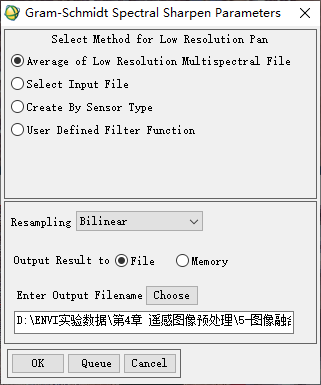 Gram-Schmidt Spectral Sharpen Parameters
Select Method for Low Resolution Pan
Average of Low Resolution Multispectral File
Select Input File
Create By Sensor Type
User Defined Filter Function
Resampling Bilinear
Output Result to File Memory
Enter Output Filename Choose
D:\ENVI实验数据\第4章 遥感图像预处理\5-图像融合
OK Queue Cancel